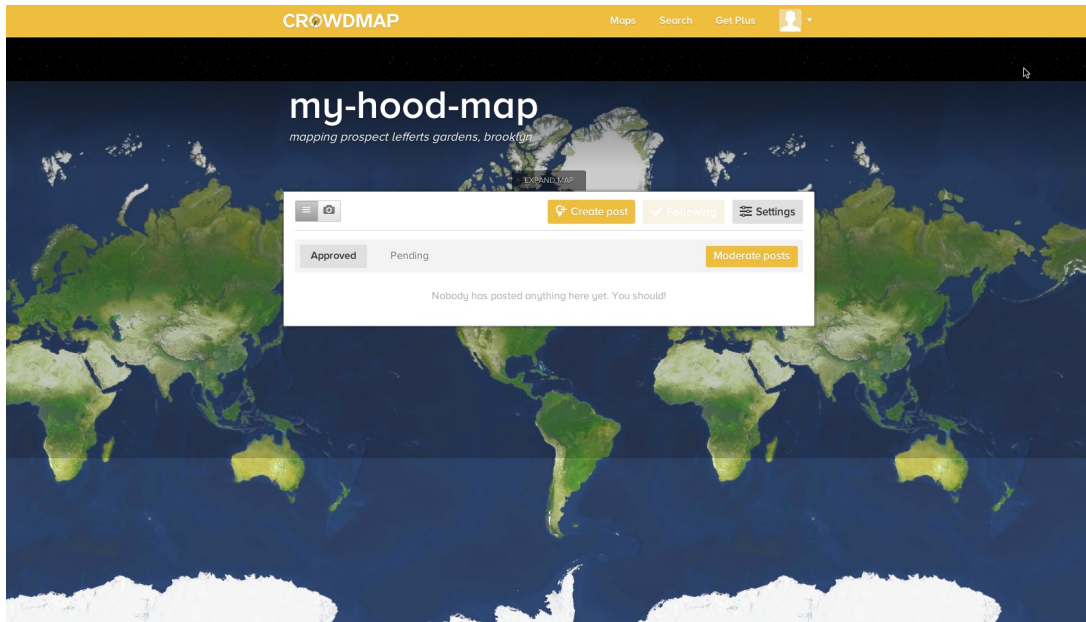 CROWDMAP
Maps Search Get Plus
my-hood-map
mapping prospect lefferts gardens, brooklyn
EXPAND MAP
Create post Following Settings
Approved Pending Moderate posts
Nobody has posted anything here yet. You should!